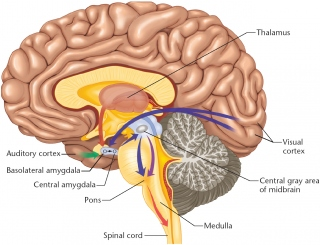 Thalamus
Visual
cortex
Auditory cortex
Basolateral amygdala
Central amygdala
Central gray area
of midbrain
Pons
Medulla
Spinal cord